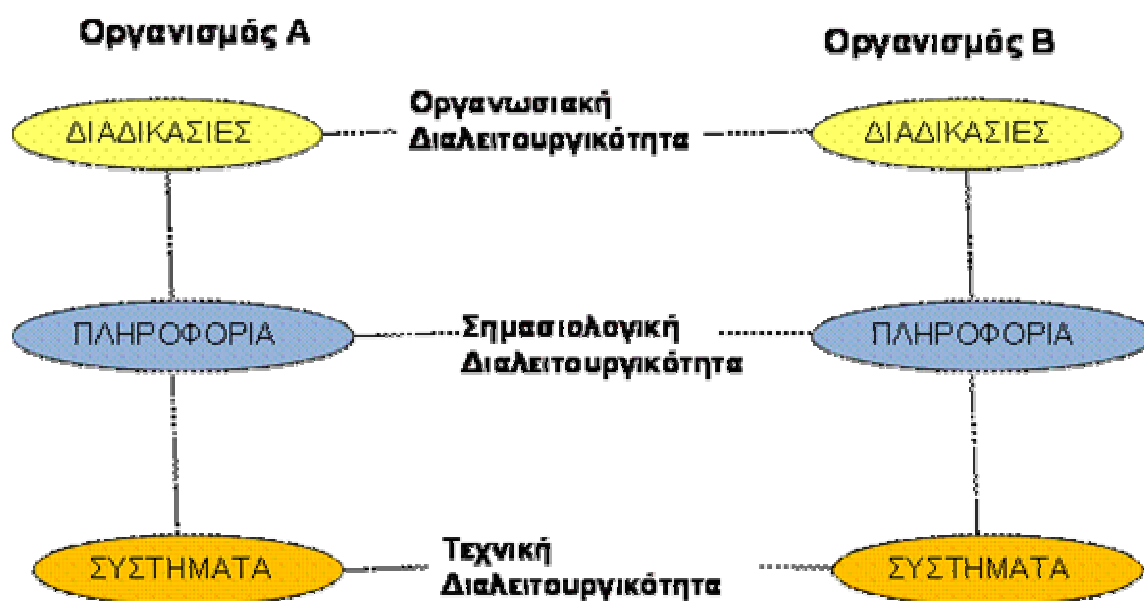 Οργανισμός Α
Οργανισμός Β
ΔΙΑΔΙΚΑΣΙΕΣ
Οργανωσιακή
Διαλειτουργικότητα
ΔΙΑΔΙΚΑΣΙΕΣ
ΠΛΗΡΟΦΟΡΙΑ
Σημασιολογική
Διαλειτουργικότητα
ΠΛΗΡΟΦΟΡΙΑ
ΣΥΣΤΗΜΑΤΑ
Τεχνική
Διαλειτουργικότητα
ΣΥΣΤΗΜΑΤΑ